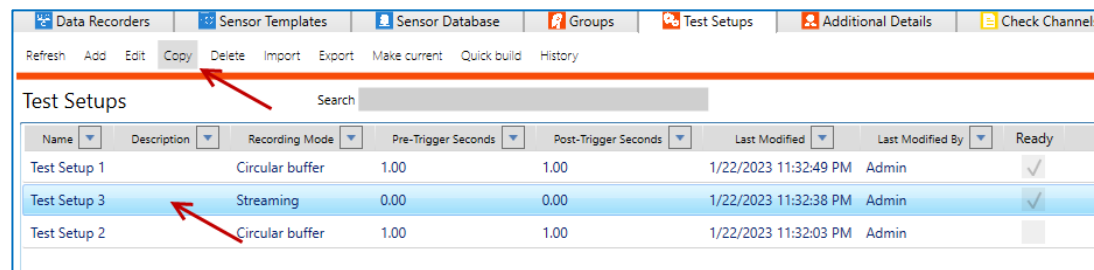 Data Recorders Sensor Templates Sensor Database Groups Test Setups Additional Details Check Channels
Refresh Add Edit Copy Delete Import Export Make current Quick build History
Test Setups Search
Name Description Recording Mode Pre-Trigger Seconds Post-Trigger Seconds Last Modified Last Modified By Ready
Test Setup 1 Circular buffer 1.00 1.00 1/22/2023 11:32:49 PM Admin
Test Setup 3 Streaming 0.00 0.00 1/22/2023 11:32:38 PM Admin
Test Setup 2 Circular buffer 1.00 1.00 1/22/2023 11:32:03 PM Admin